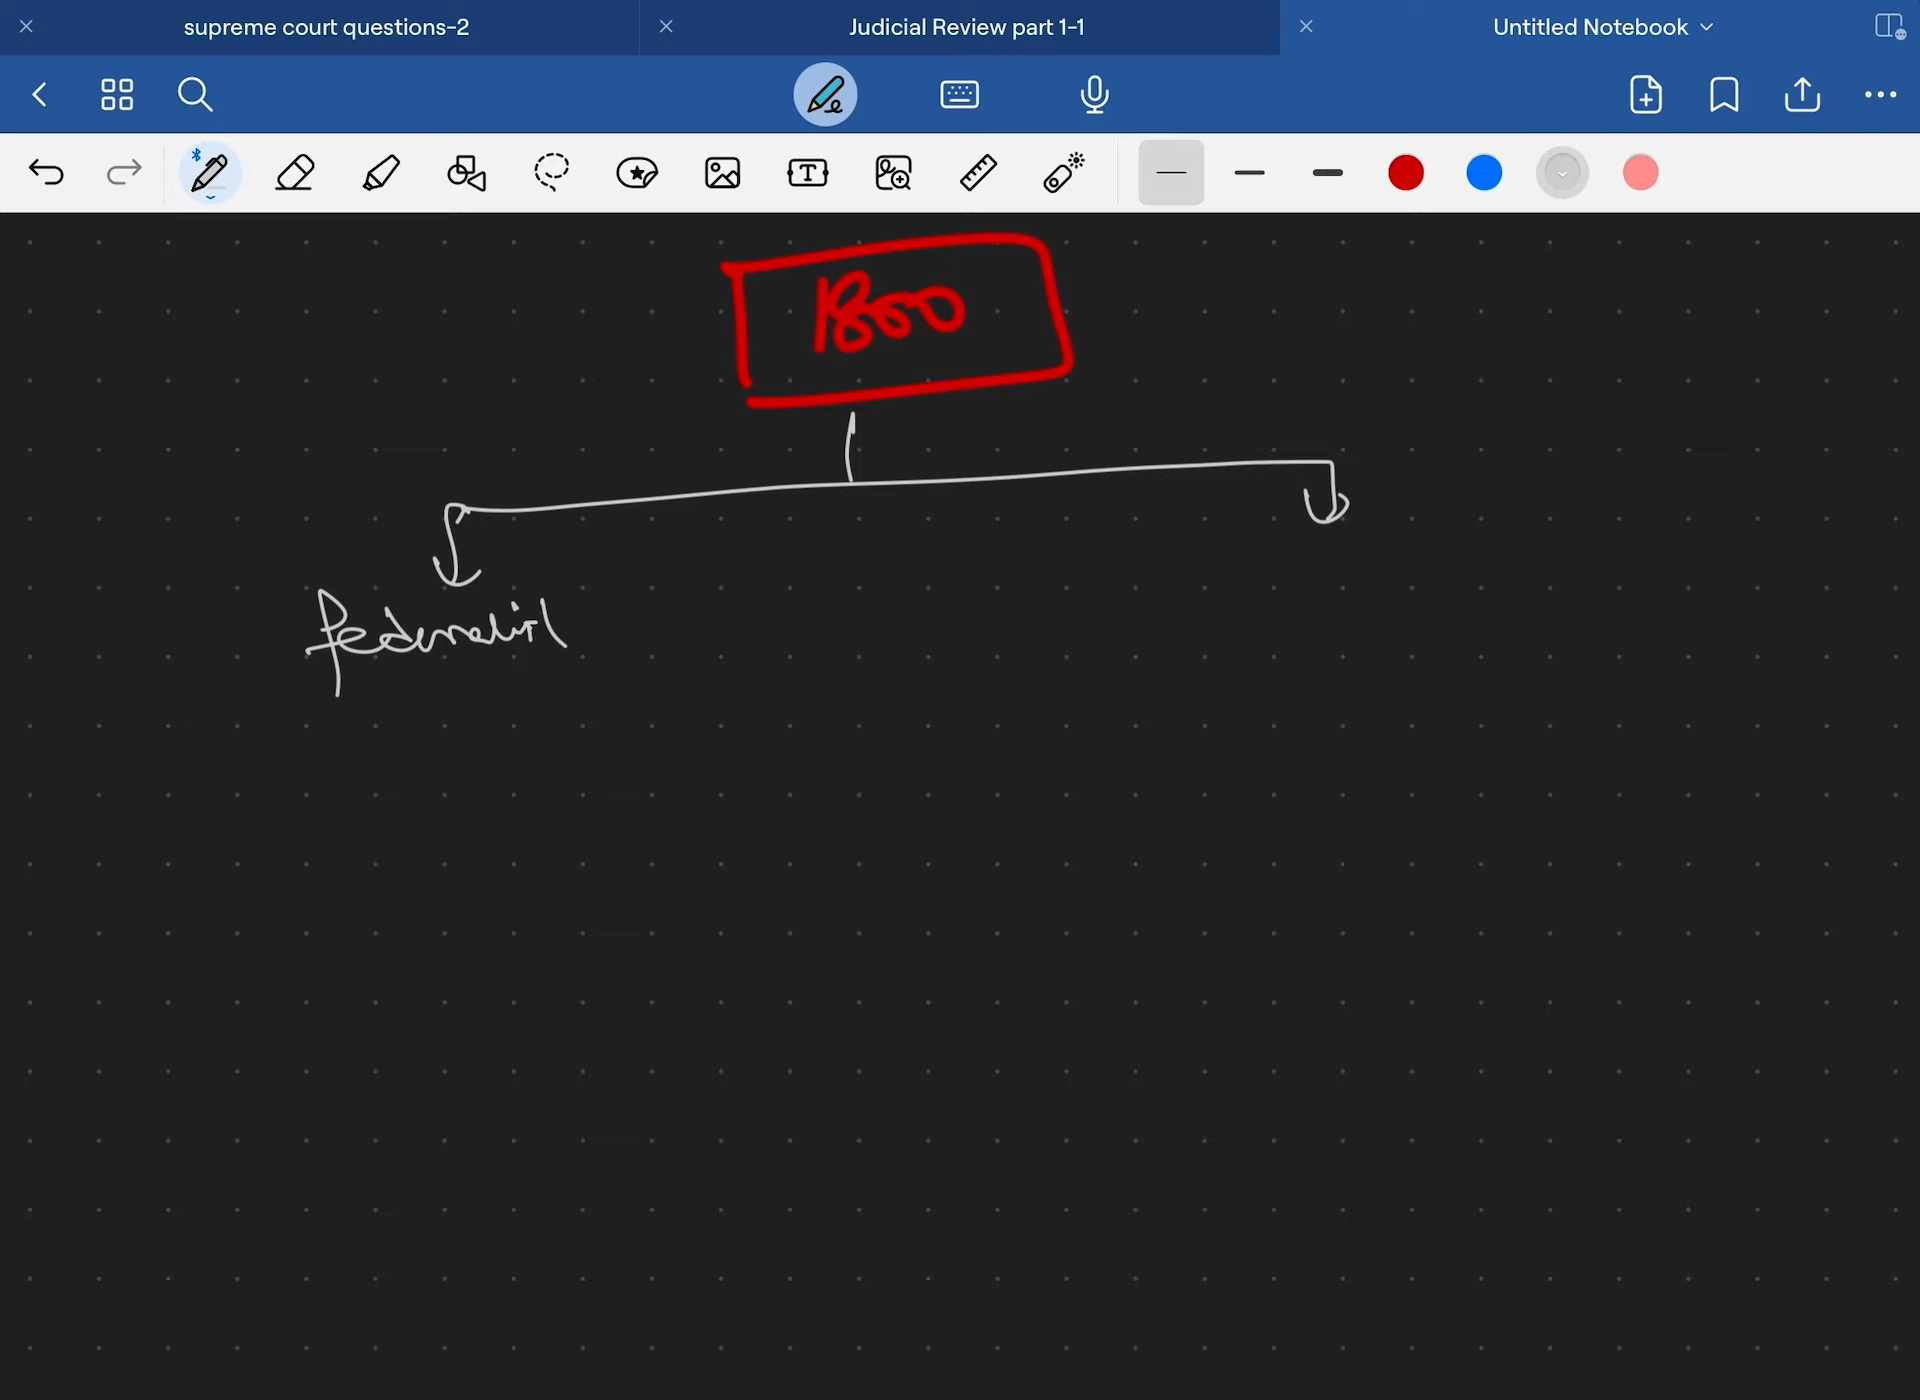 supreme court questions-2
Judicial Review part 1-1
Untitled Notebook
1800
federalist